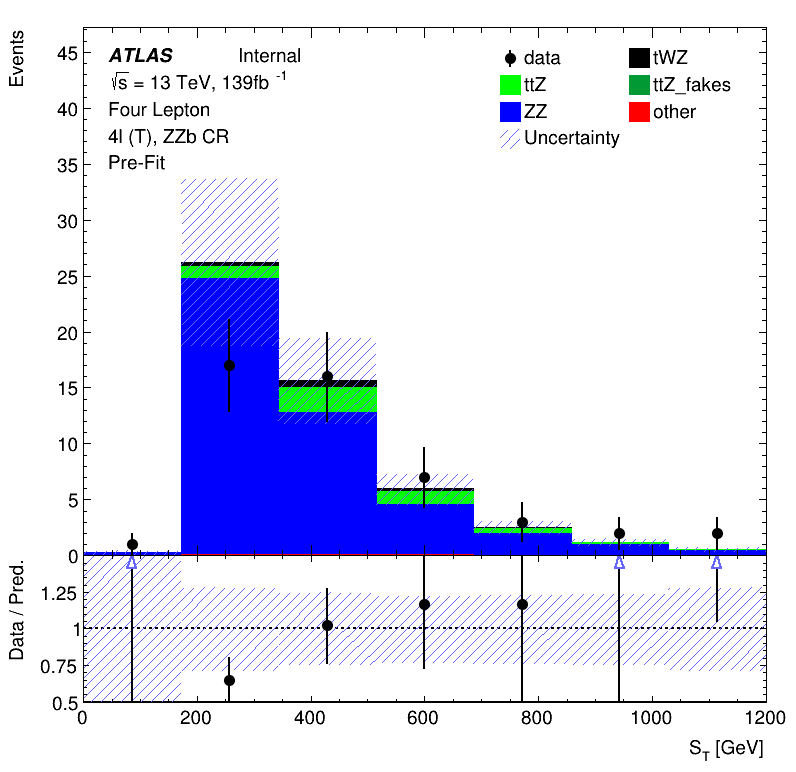 Events
45
40
35
30
25
20
15
10
5
0
ATLAS Internal
√s = 13 TeV, 139fb -1
Four Lepton
4l (T), ZZb CR
Pre-Fit
data
tWZ
ttZ
ttZ_fakes
ZZ
other
Uncertainty
Data / Pred.
1.25
1
0.75
0.5
0 200 400 600 800 1000 1200
S_T [GeV]